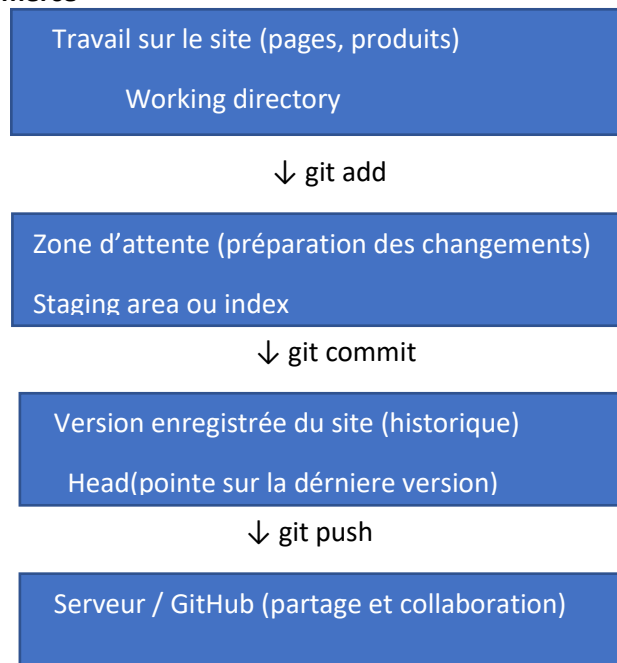 Travail sur le site (pages, produits)
Working directory
↓ git add
Zone d’attente (préparation des changements)
Staging area ou index
↓ git commit
Version enregistrée du site (historique)
Head(pointe sur la dérniere version)
↓ git push
Serveur / GitHub (partage et collaboration)